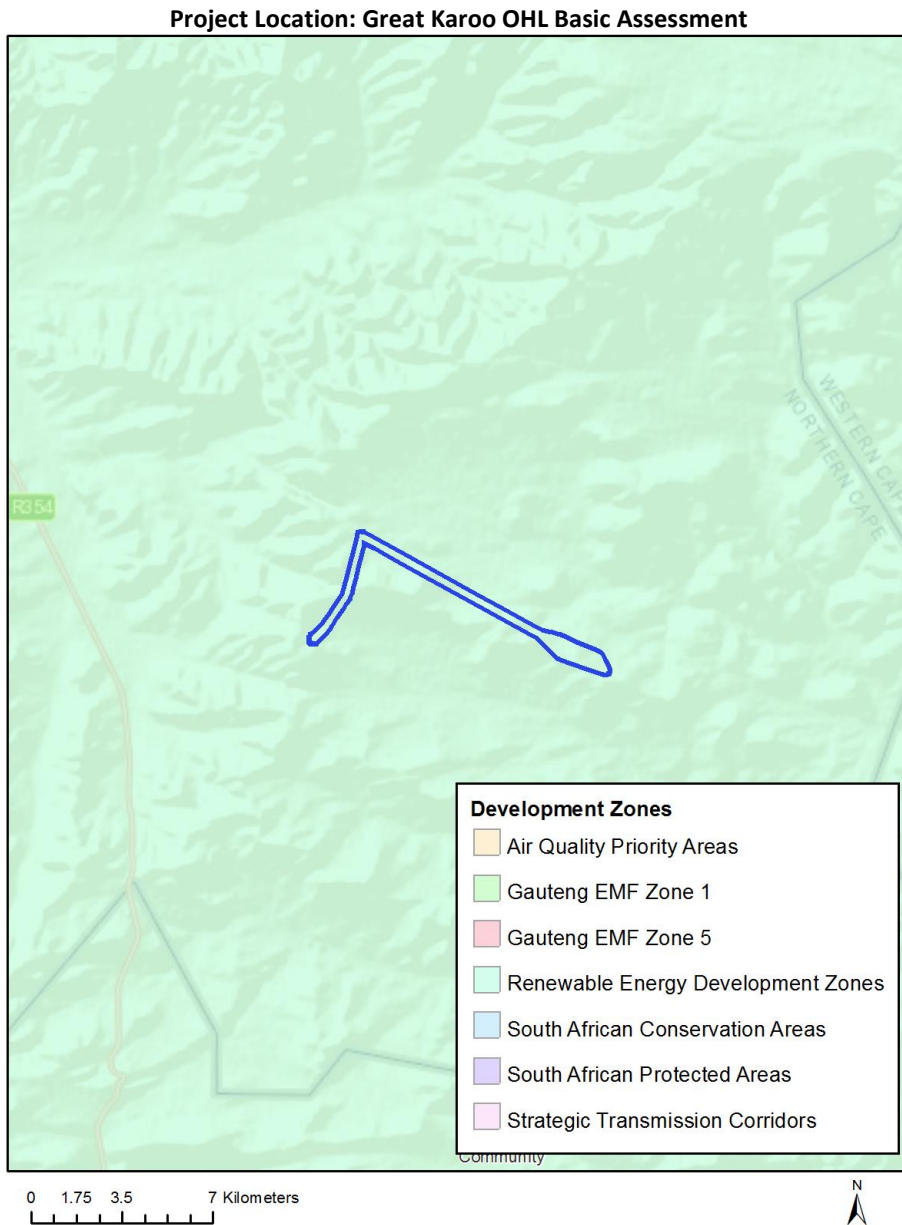 Project Location: Great Karoo OHL Basic Assessment
WESTERN CAPE
NORTHERN CAPE
R354
Development Zones
Air Quality Priority Areas
Gauteng EMF Zone 1
Gauteng EMF Zone 5
Renewable Energy Development Zones
South African Conservation Areas
South African Protected Areas
Strategic Transmission Corridors
Community
0 1.75 3.5 7 Kilometers
N